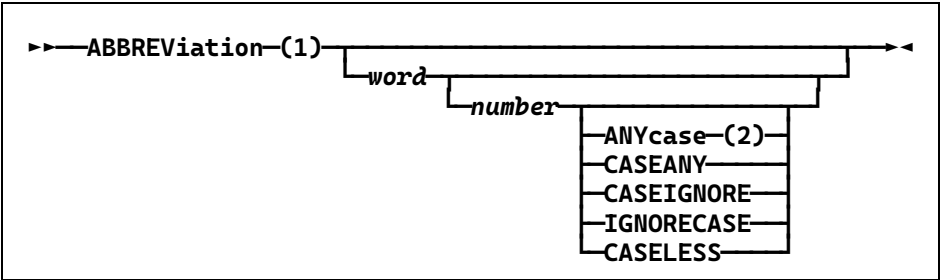 ABBREViation (1)
word
number
ANYcase (2)
CASEANY
CASEIGNORE
IGNORECASE
CASELESS